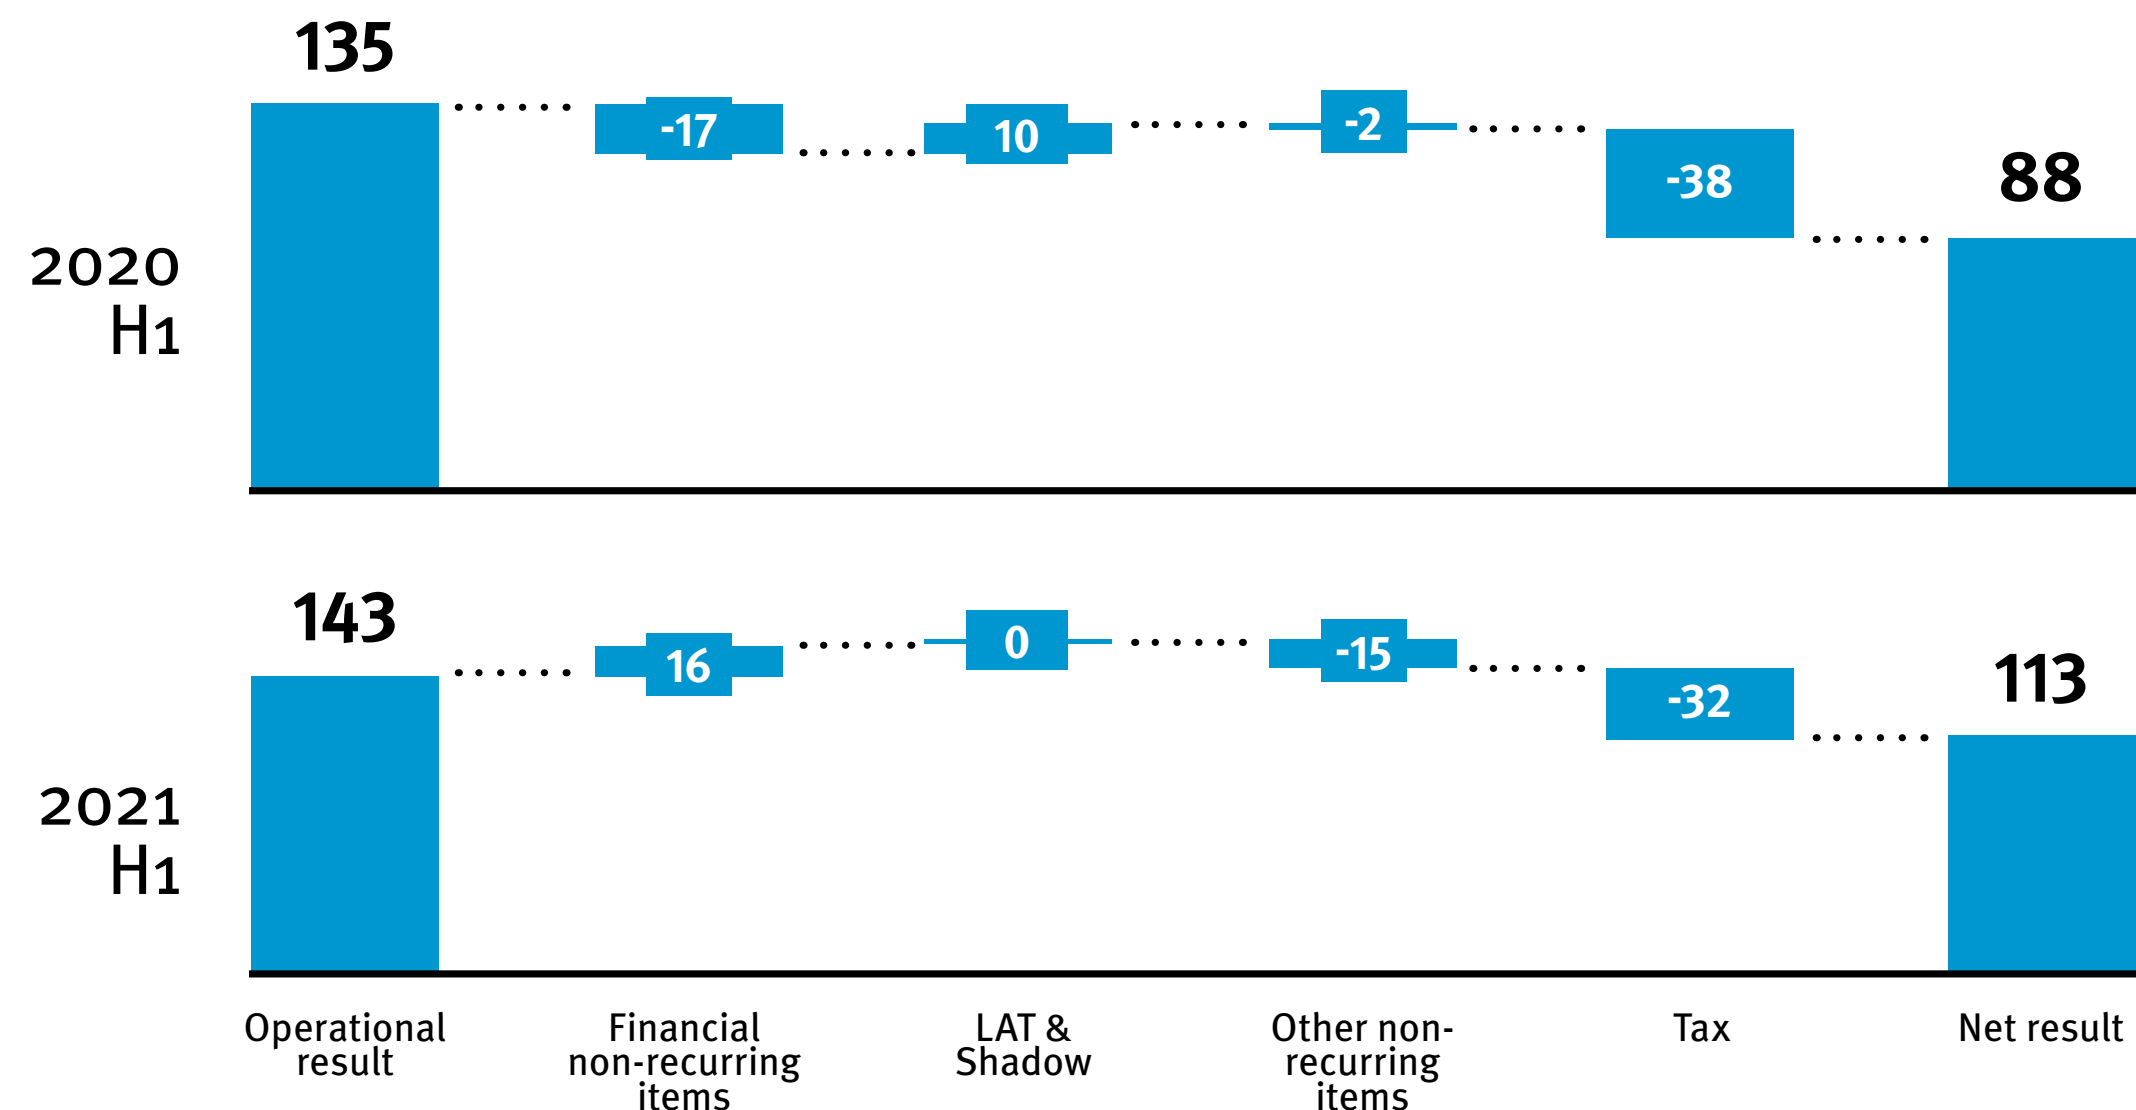 135
-17
10
-2
-38
88
2020
H1
143
16
0
-15
-32
113
2021
H1
Operational
result
Financial
non-recurring
items
LAT &
Shadow
Other non-
recurring
items
Tax
Net result